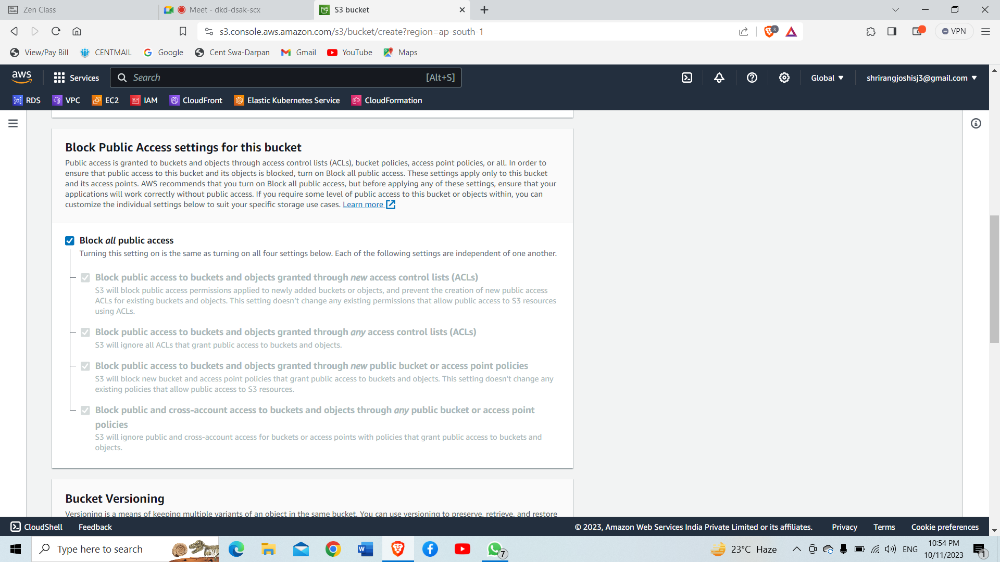 ZEN CLASS
Zen Class
Meet - dkd-dsak-scx
S3 bucket
s3.console.aws.amazon.com/s3/bucket/create?region=ap-south-1
3
VPN
View/Pay Bill
CENTMAIL
Google
Cent Swa-Darpan
Gmail
YouTube
Maps
aws
Services
Search
[Alt+S]
Global
shrirangjoshisj3@gmail.com
RDS
VPC
EC2
IAM
CloudFront
Elastic Kubernetes Service
CloudFormation
Block Public Access settings for this bucket
Public access is granted to buckets and objects through access control lists (ACLs), bucket policies, access point policies, or all. In order to
ensure that public access to this bucket and its objects is blocked, turn on Block all public access. These settings apply only to this bucket
and its access points. AWS recommends that you turn on Block all public access, but before applying any of these settings, ensure that your
applications will work correctly without public access. If you require some level of public access to this bucket or objects within, you can
customize the individual settings below to suit your specific storage use cases. Learn more
Block all public access
Turning this setting on is the same as turning on all four settings below. Each of the following settings are independent of one another.
Block public access to buckets and objects granted through new access control lists (ACLs)
S3 will block public access permissions applied to newly added buckets or objects, and prevent the creation of new public access
ACLs for existing buckets and objects. This setting doesn't change any existing permissions that allow public access to S3 resources
using ACLs.
Block public access to buckets and objects granted through any access control lists (ACLs)
S3 will ignore all ACLs that grant public access to buckets and objects.
Block public access to buckets and objects granted through new public bucket or access point policies
S3 will block new bucket and access point policies that grant public access to buckets and objects. This setting doesn't change any
existing policies that allow public access to S3 resources.
Block public and cross-account access to buckets and objects through any public bucket or access point
policies
S3 will ignore public and cross-account access for buckets or access points with policies that grant public access to buckets and
objects.
Bucket Versioning
Versioning is a means of keeping multiple variants of an object in the same bucket. You can use versioning to preserve, retrieve, and restore
CloudShell
Feedback
© 2023, Amazon Web Services India Private Limited or its affiliates.
Privacy
Terms
Cookie preferences
Type here to search
7
23°C Haze
ENG
10:54 PM
10/11/2023
1